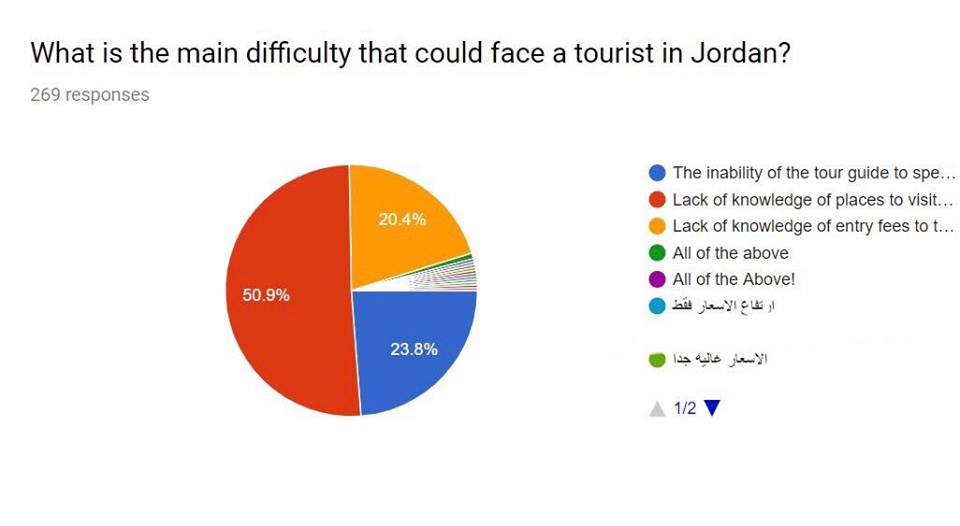 What is the main difficulty that could face a tourist in Jordan?
269 responses
20.4%
50.9%
23.8%
The inability of the tour guide to spe...
Lack of knowledge of places to visit...
Lack of knowledge of entry fees to t...
All of the above
All of the Above!
ارتفاع الاسعار فقط
الاسعار غاليه جدا
1/2